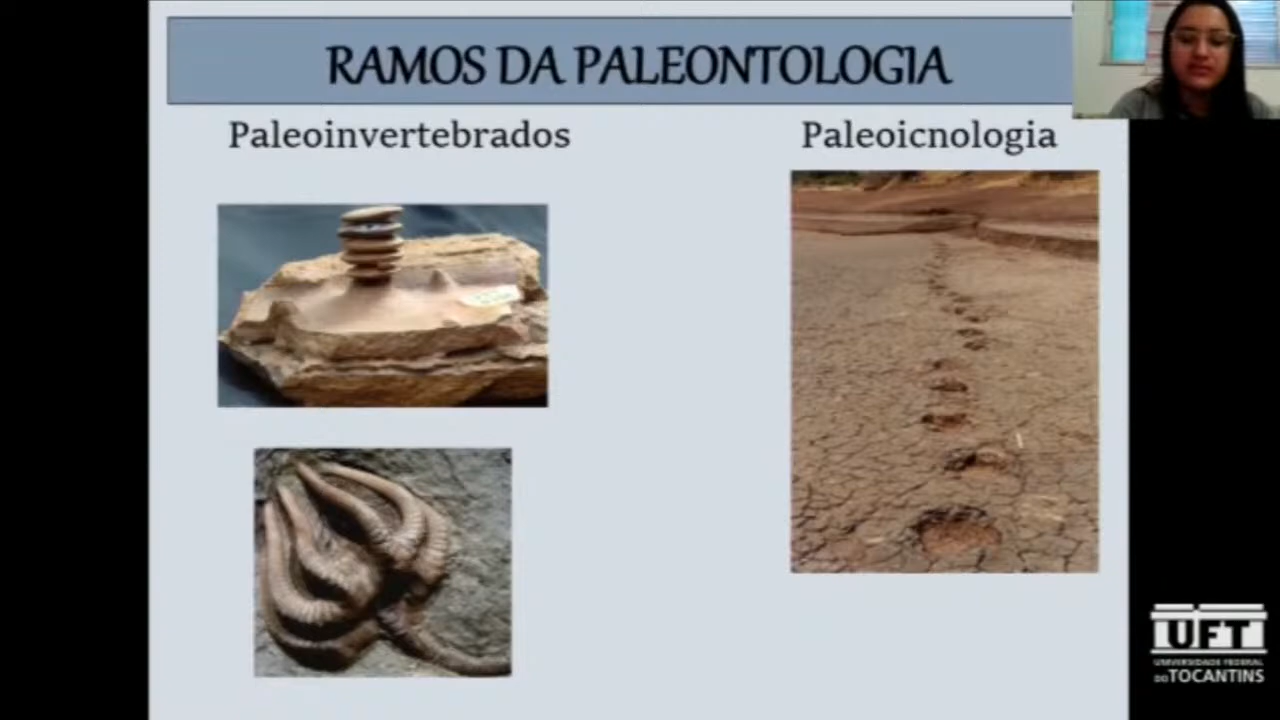 RAMOS DA PALEONTOLOGIA
Paleoinvertebrados
Paleoicnologia
UFT
UNIVERSIDADE FEDERAL
DO TOCANTINS